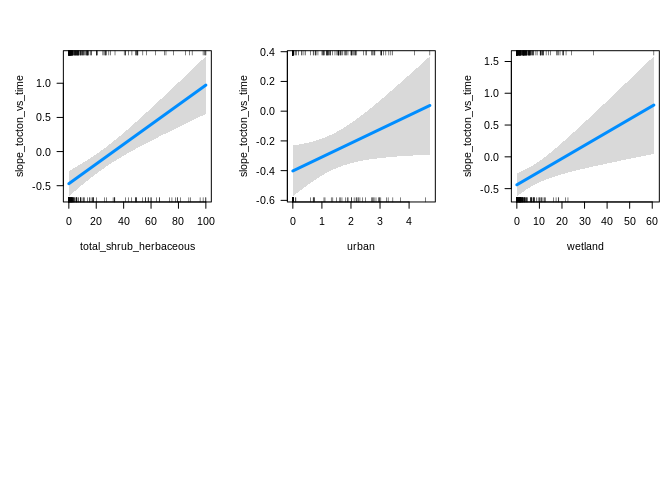 slope_tocton_vs_time
1.0
0.5
0.0
-0.5
0 20 40 60 80 100
total_shrub_herbaceous
slope_tocton_vs_time
0.4
0.2
0.0
-0.2
-0.4
-0.6
0 1 2 3 4
urban
slope_tocton_vs_time
1.5
1.0
0.5
0.0
-0.5
0 10 20 30 40 50 60
wetland